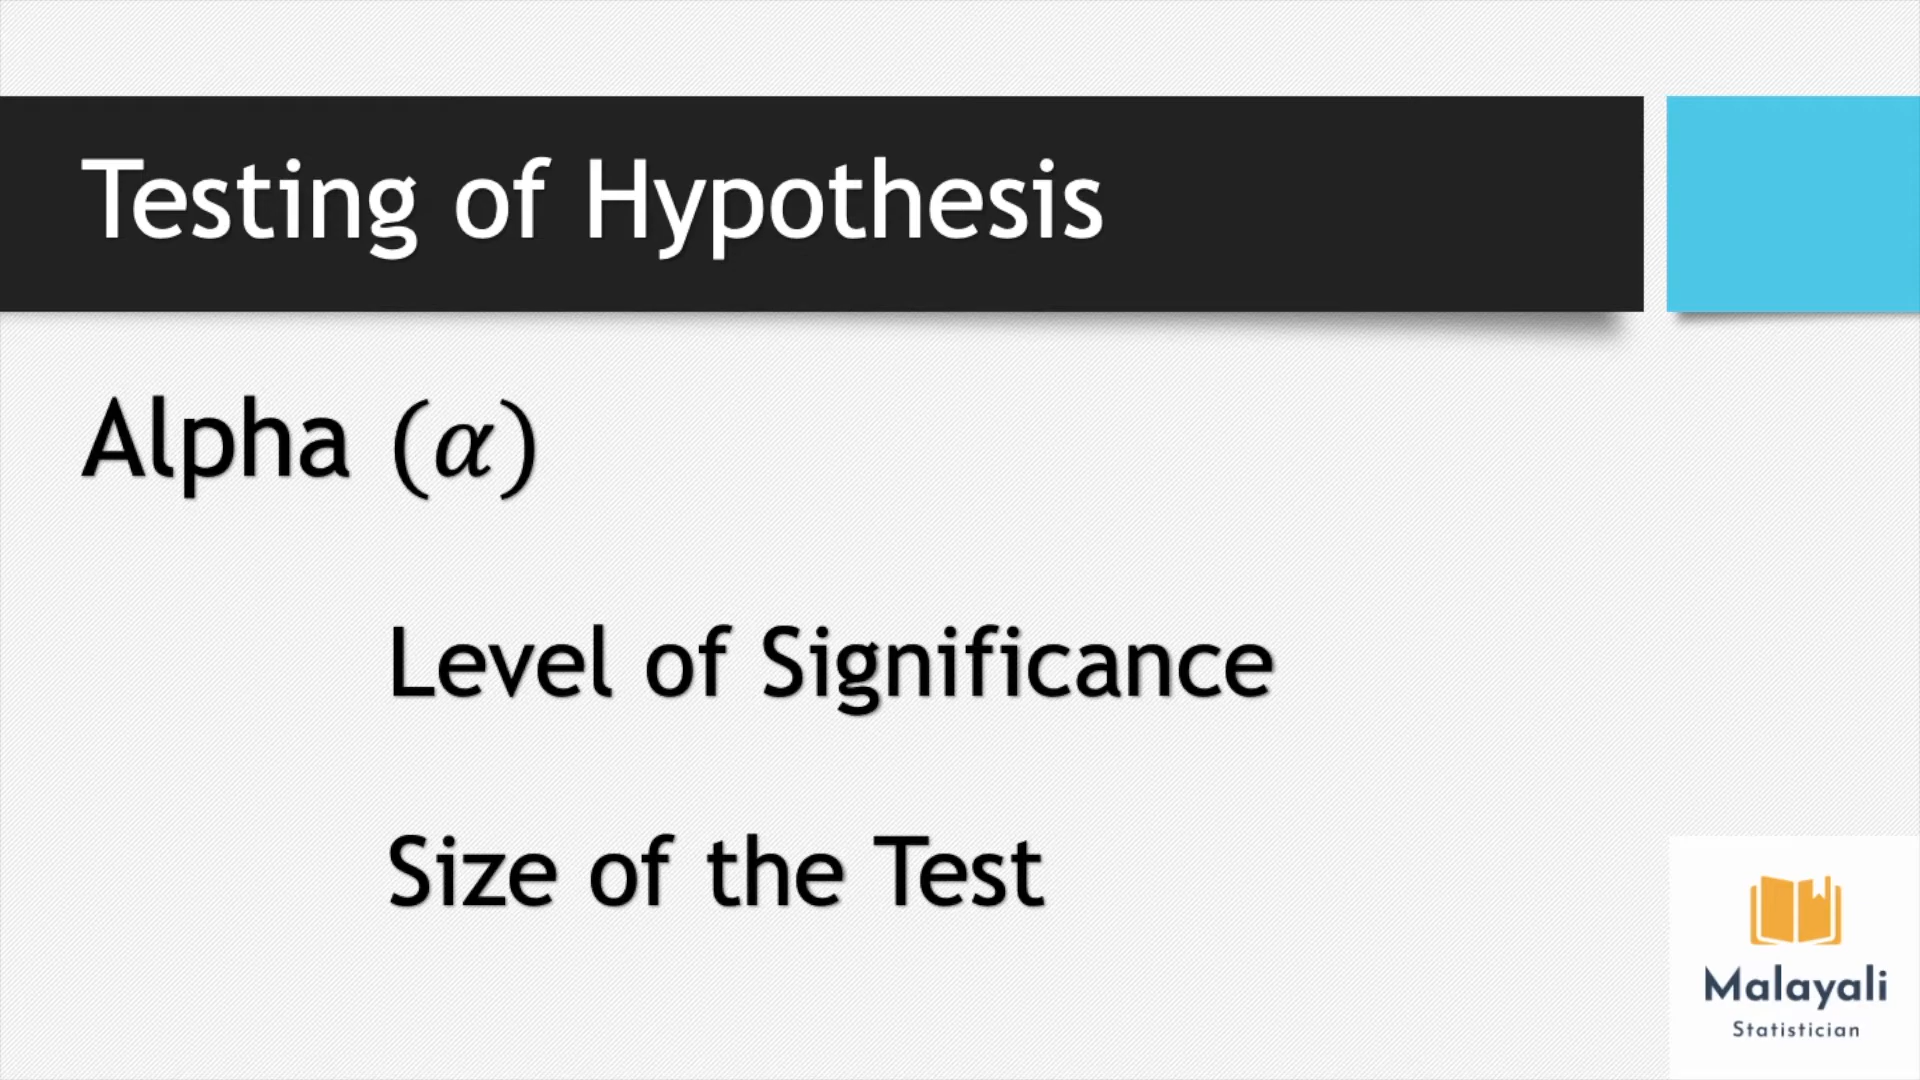 Testing of Hypothesis
Alpha (α)
Level of Significance
Size of the Test
Malayali
Statistician